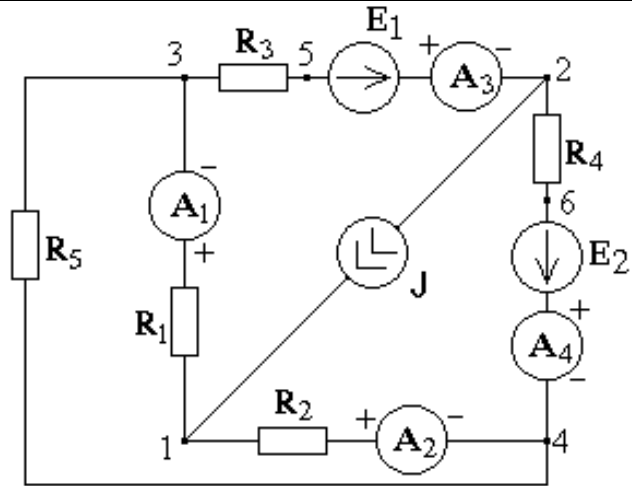 E1
R3 5 + −
3 A3 2
R4
−
A1 6
R5 + E2
J
R1 +
A4
R2 + − −
1 A2 4